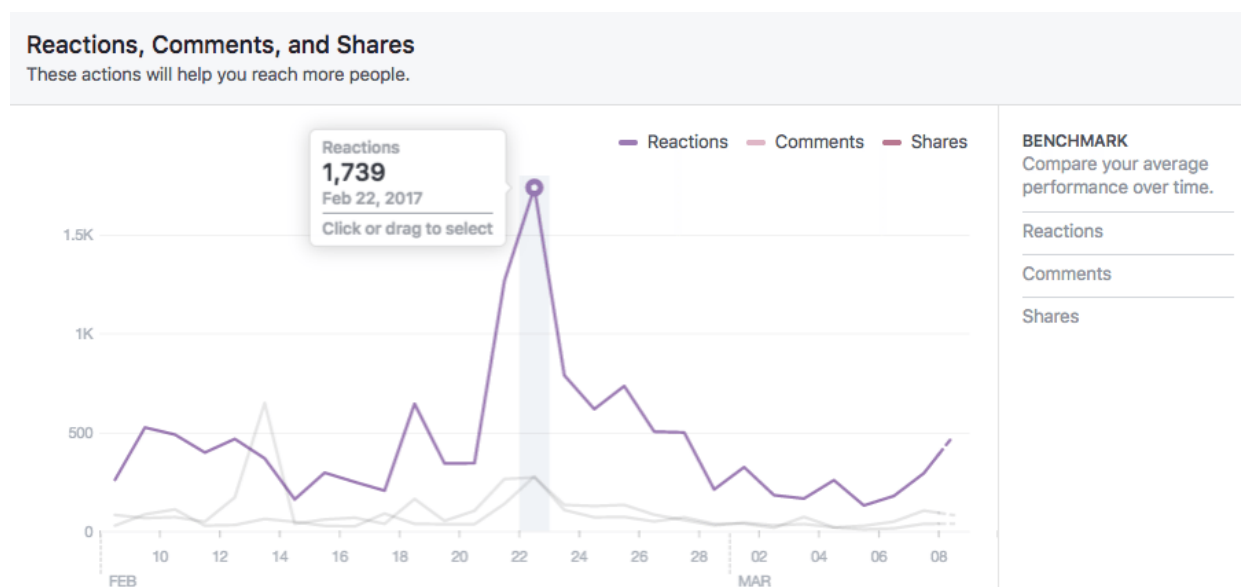 Reactions, Comments, and Shares
These actions will help you reach more people.
Reactions
1,739
Feb 22, 2017
Click or drag to select
Reactions Comments Shares
1.5K
1K
500
0
10 12 14 16 18 20 22 24 26 28 02 04 06 08
FEB MAR
BENCHMARK
Compare your average
performance over time.
Reactions
Comments
Shares